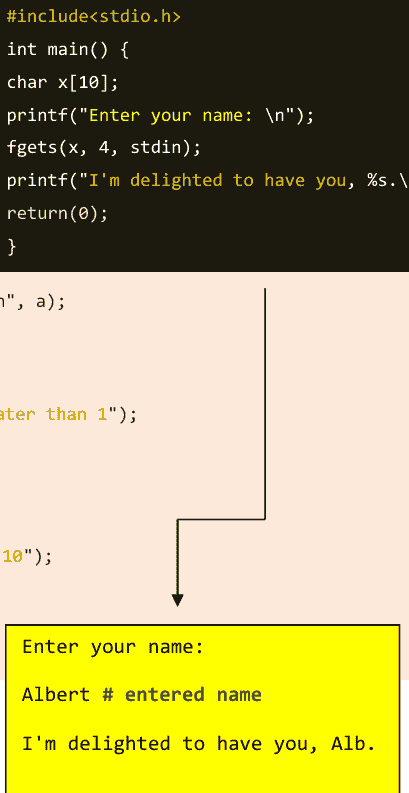 #include<stdio.h>
int main() {
char x[10];
printf("Enter your name: \n");
fgets(x, 4, stdin);
printf("I'm delighted to have you, %s.\
return(0);
}
n", a);
ater than 1");
10");
Enter your name:
Albert # entered name
I'm delighted to have you, Alb.